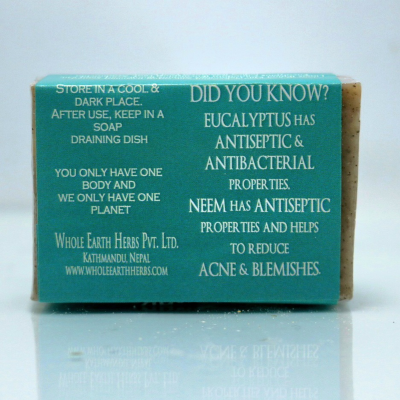 STORE IN A COOL &
DARK PLACE.
AFTER USE, KEEP IN A
SOAP
DRAINING DISH
YOU ONLY HAVE ONE
BODY AND
WE ONLY HAVE ONE
PLANET
WHOLE EARTH HERBS PVT. LTD.
KATHMANDU, NEPAL
WWW.WHOLEEARTHHERBS.COM
DID YOU KNOW?
EUCALYPTUS HAS
ANTISEPTIC &
ANTIBACTERIAL
PROPERTIES.
NEEM HAS ANTISEPTIC
PROPERTIES AND HELPS
TO REDUCE
ACNE & BLEMISHES.